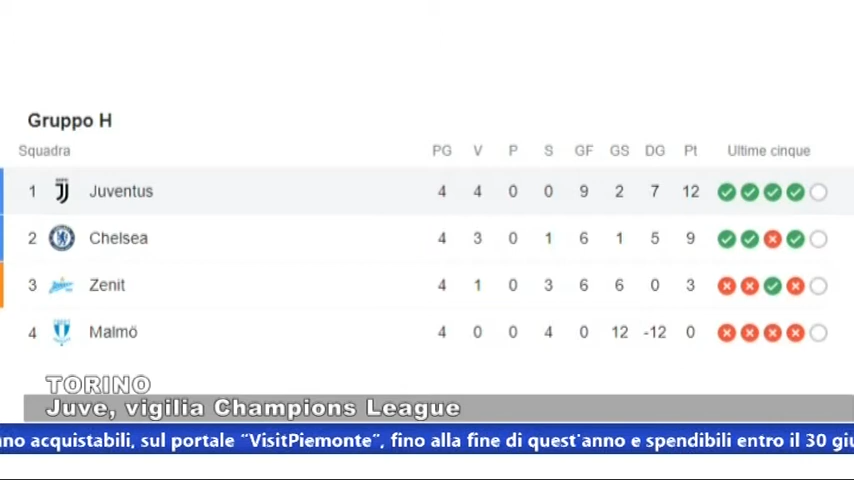 Gruppo H
Squadra PG V P S GF GS DG Pt Ultime cinque
1 Juventus 4 4 0 0 9 2 7 12
2 Chelsea 4 3 0 1 6 1 5 9
3 Zenit 4 1 0 3 6 6 0 3
4 Malmö 4 0 0 4 0 12 -12 0
TORINO
Juve, vigilia Champions League
acquistabili, sul portale "VisitPiemonte", fino alla fine di quest'anno e spendibili entro il 30